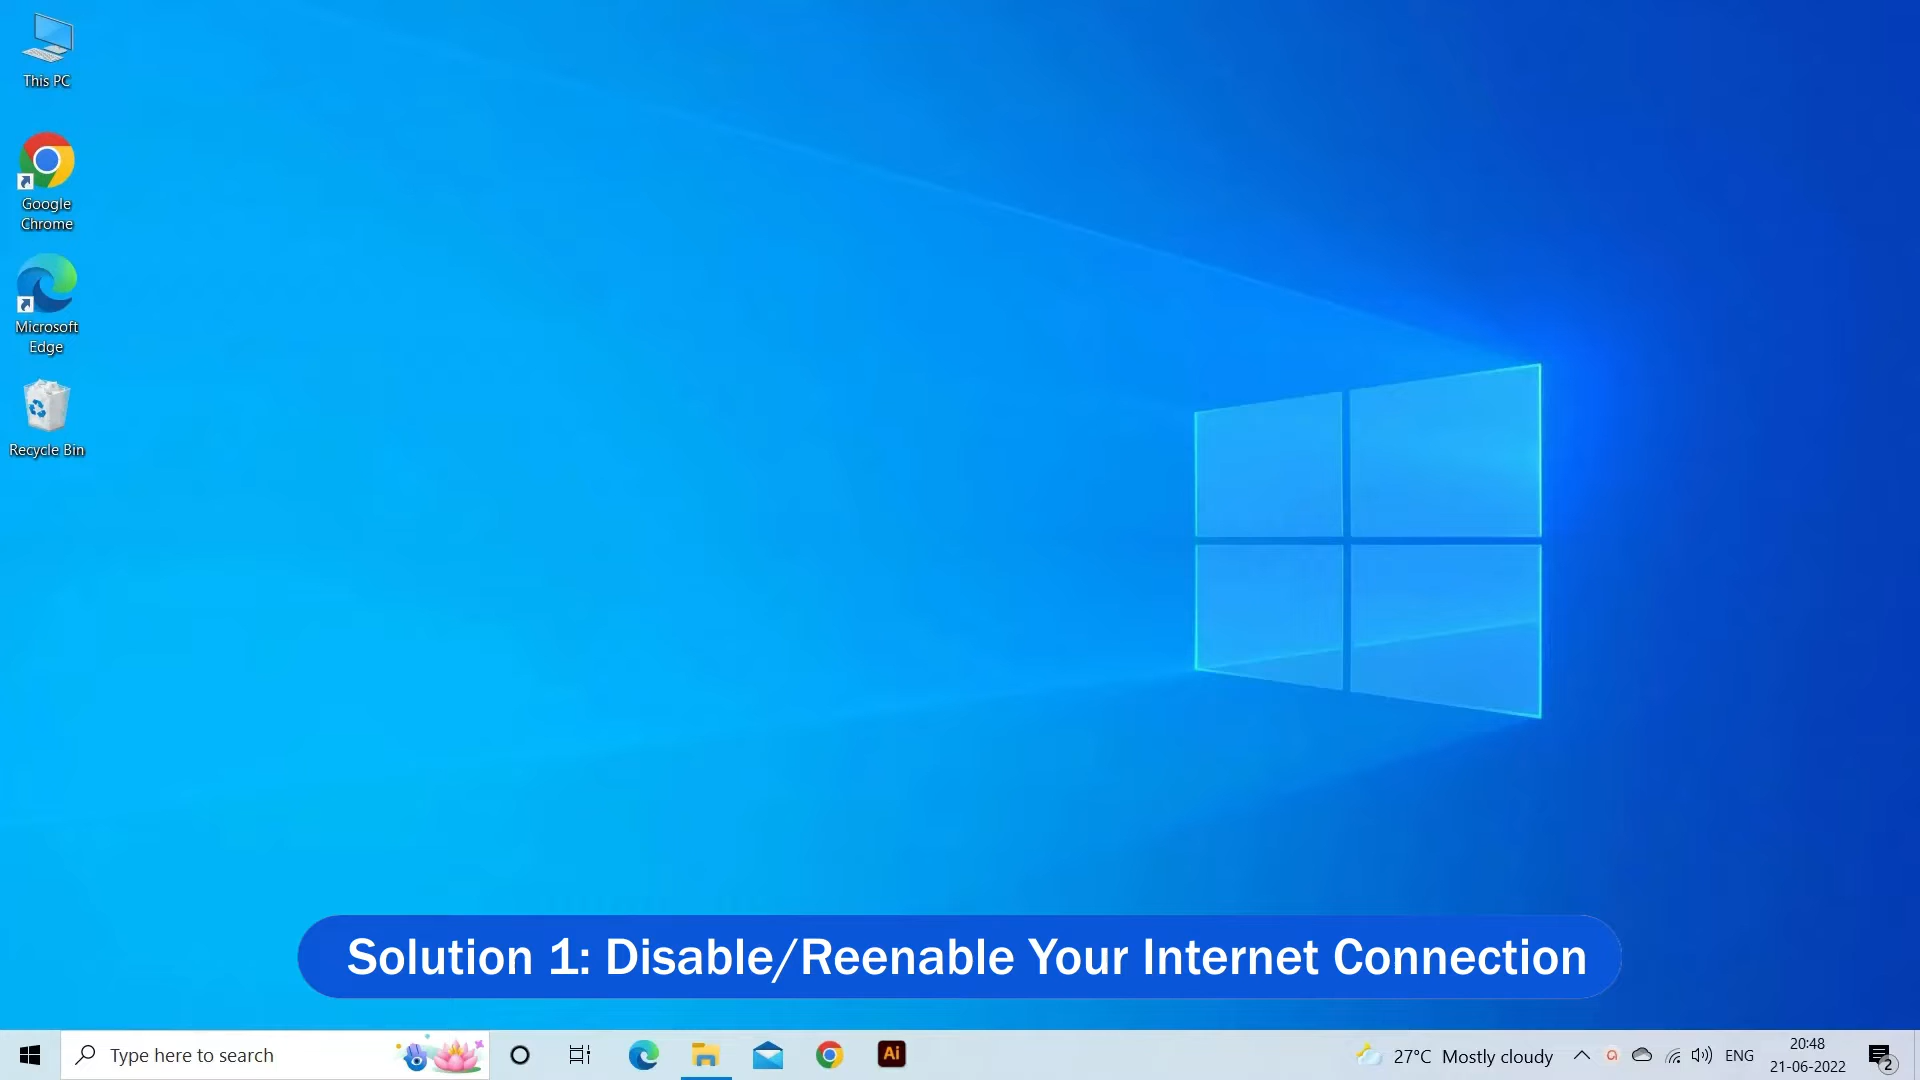 This PC
Google
Chrome
Microsoft
Edge
Recycle Bin
Solution 1: Disable/Reenable Your Internet Connection
Type here to search
Ai
27°C Mostly cloudy
ENG
20:48
21-06-2022
2